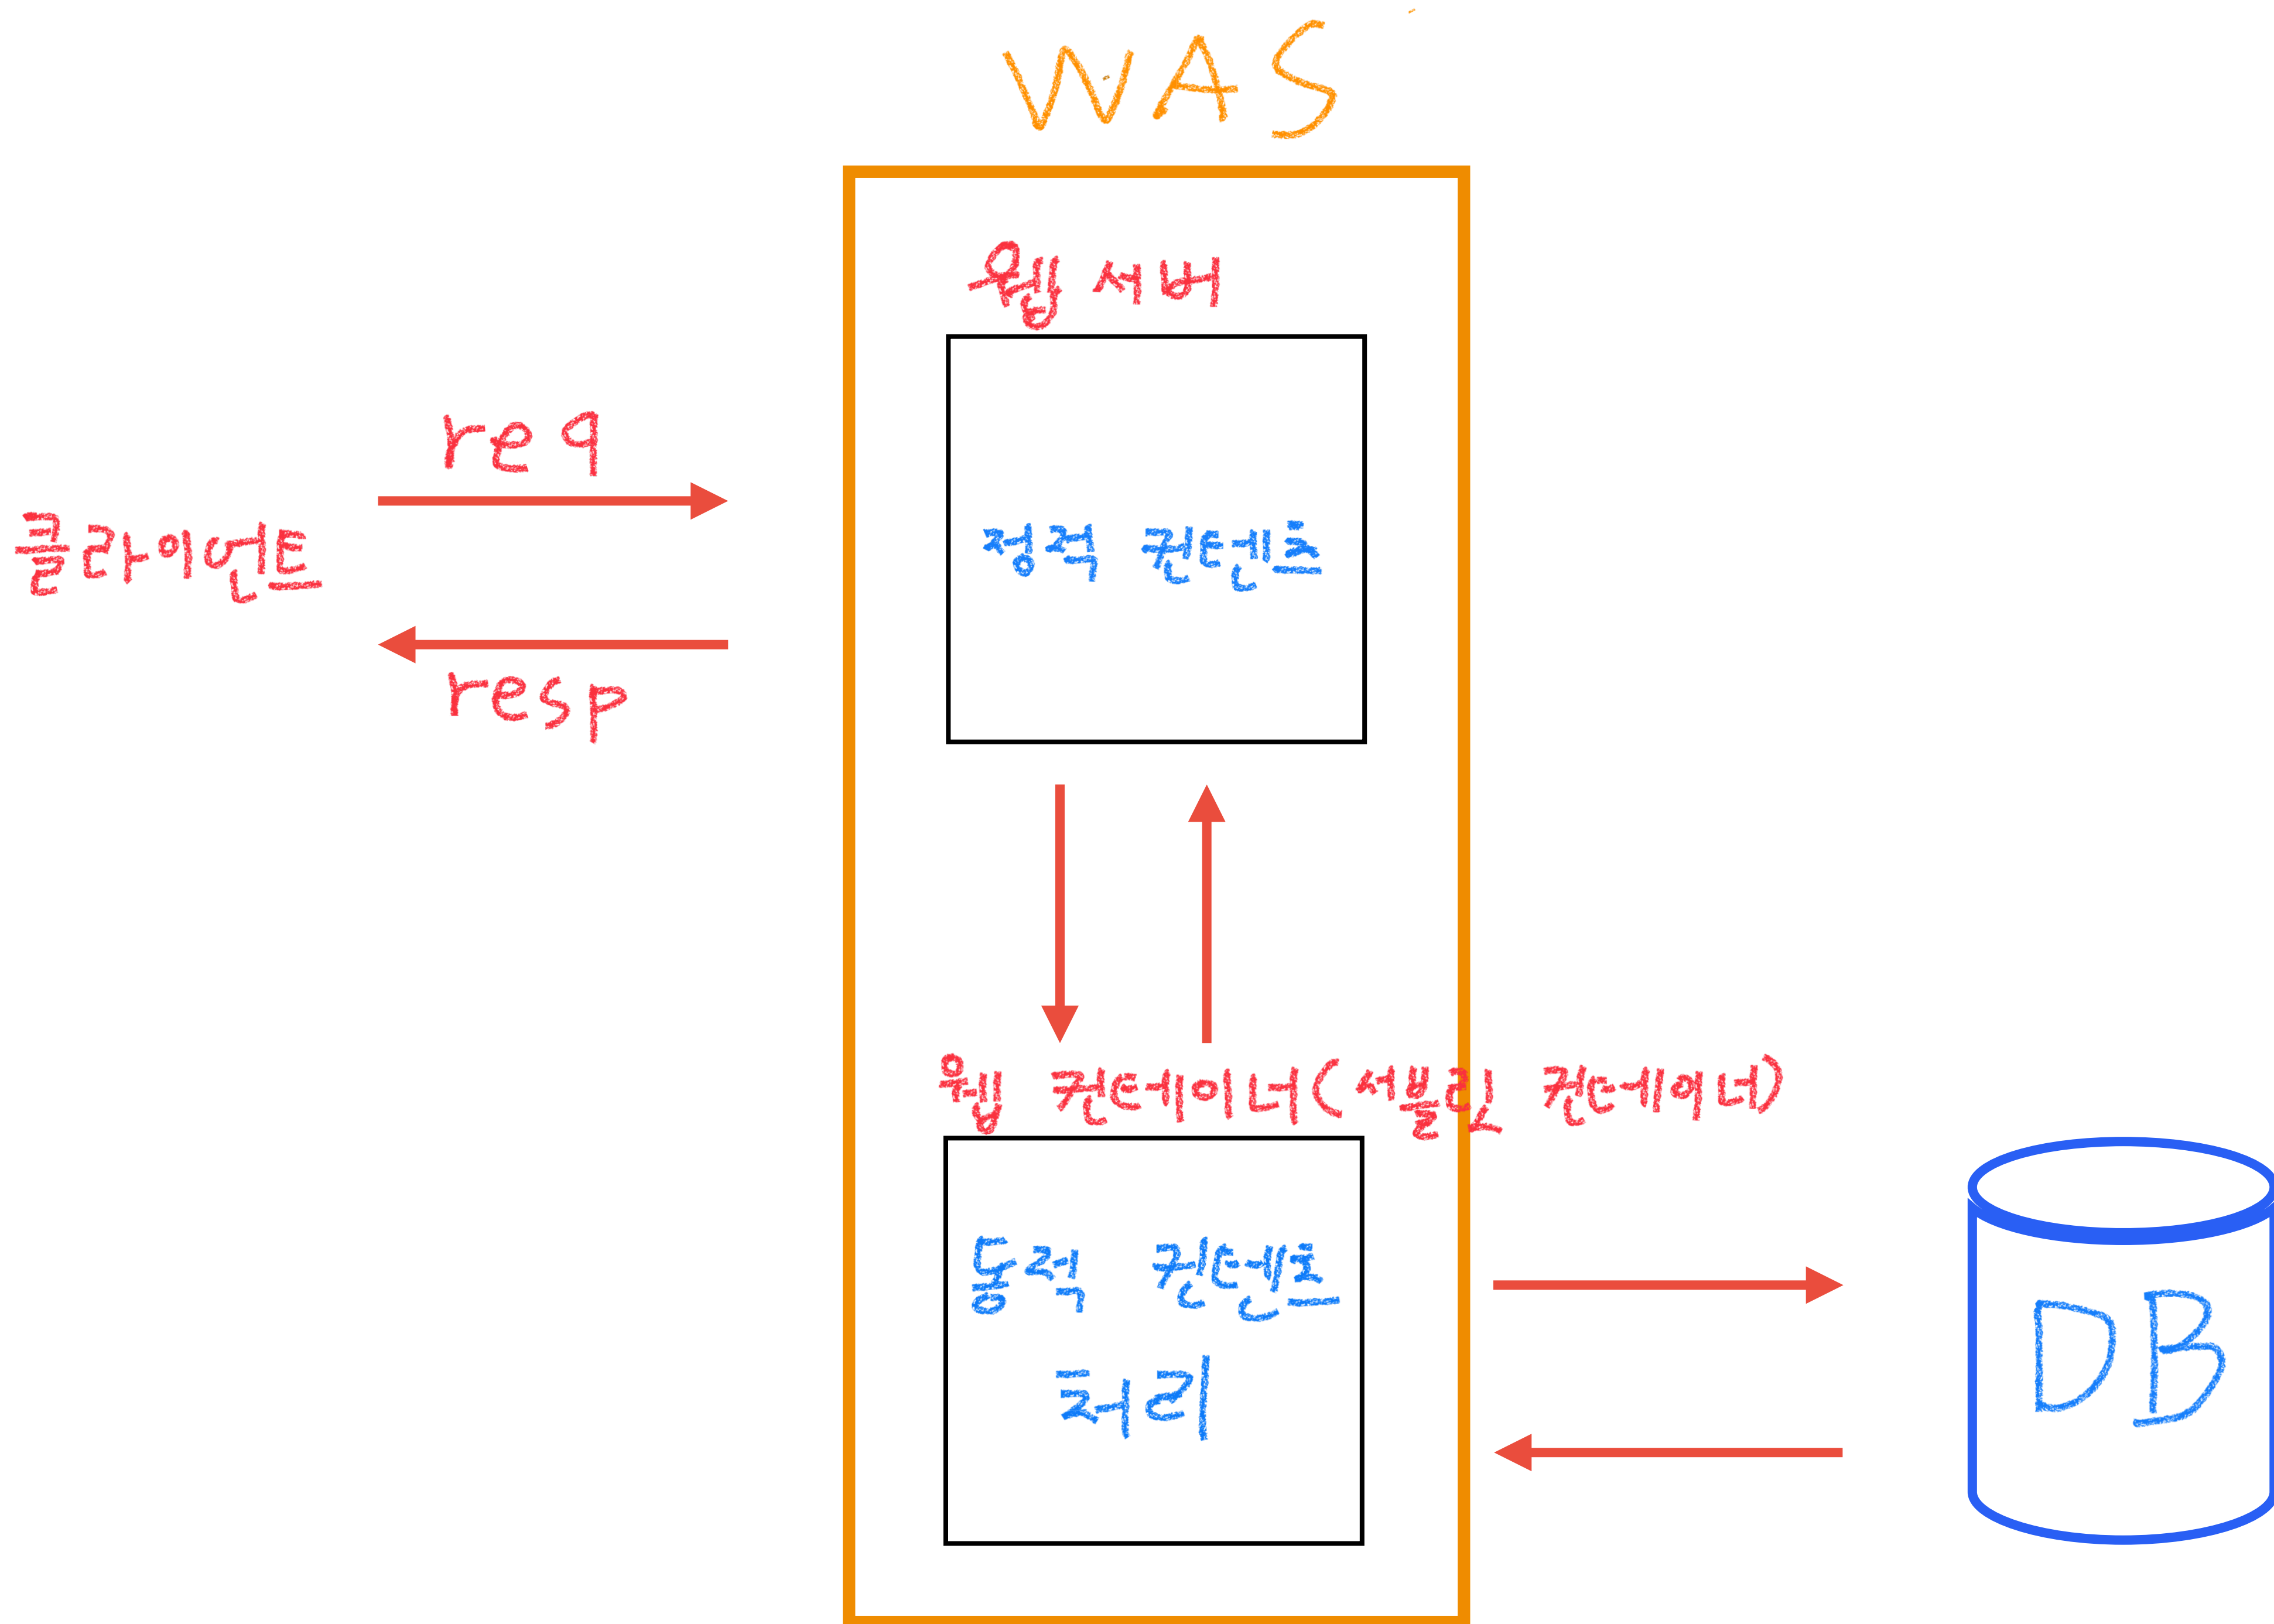 WAS
웹 서버
req
클라이언트
정적 컨텐츠
resp
웹 컨테이너(서블릿 컨테이너)
동적 컨텐츠
처리
DB